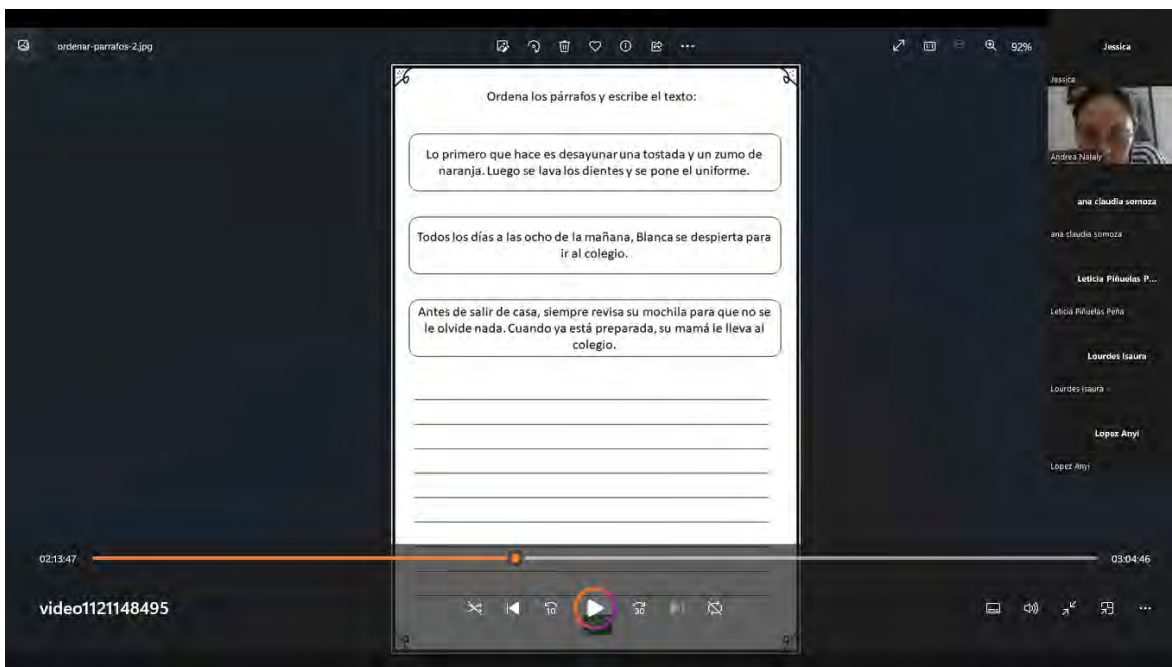 ordenar-parrafos-2.jpg
92%
Jessica
Jessica
Andrea Nataly
ana claudia somoza
ana claudia somoza
Leticia Piñuelas P...
Leticia Piñuelas Peña
Lourdes Isaura
Lourdes Isaura
Lopez Anyi
Lopez Anyi
Ordena los párrafos y escribe el texto:
Lo primero que hace es desayunar una tostada y un zumo de
naranja. Luego se lava los dientes y se pone el uniforme.
Todos los días a las ocho de la mañana, Blanca se despierta para
ir al colegio.
Antes de salir de casa, siempre revisa su mochila para que no se
le olvide nada. Cuando ya está preparada, su mamá le lleva al
colegio.
02:13:47
03:04:46
video1121148495
10
30